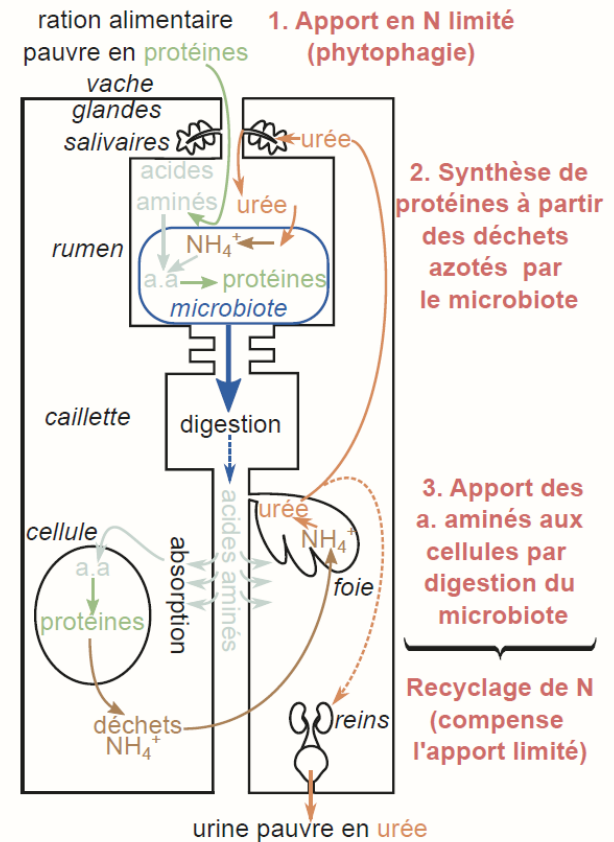 ration alimentaire
pauvre en protéines
1. Apport en N limité
(phytophagie)
vache
glandes
salivaires
urée
acides
aminés
urée
rumen
NH4+
a.a
protéines
microbiote
2. Synthèse de
protéines à partir
des déchets
azotés par
le microbiote
caillette
digestion
acides aminés
urée
NH4+
foie
cellule
a.a
protéines
absorption
déchets
NH4+
3. Apport des
a. aminés aux
cellules par
digestion du
microbiote
reins
Recyclage de N
(compense
l'apport limité)
urine pauvre en urée